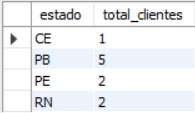 estado total_clientes
CE 1
PB 5
PE 2
RN 2